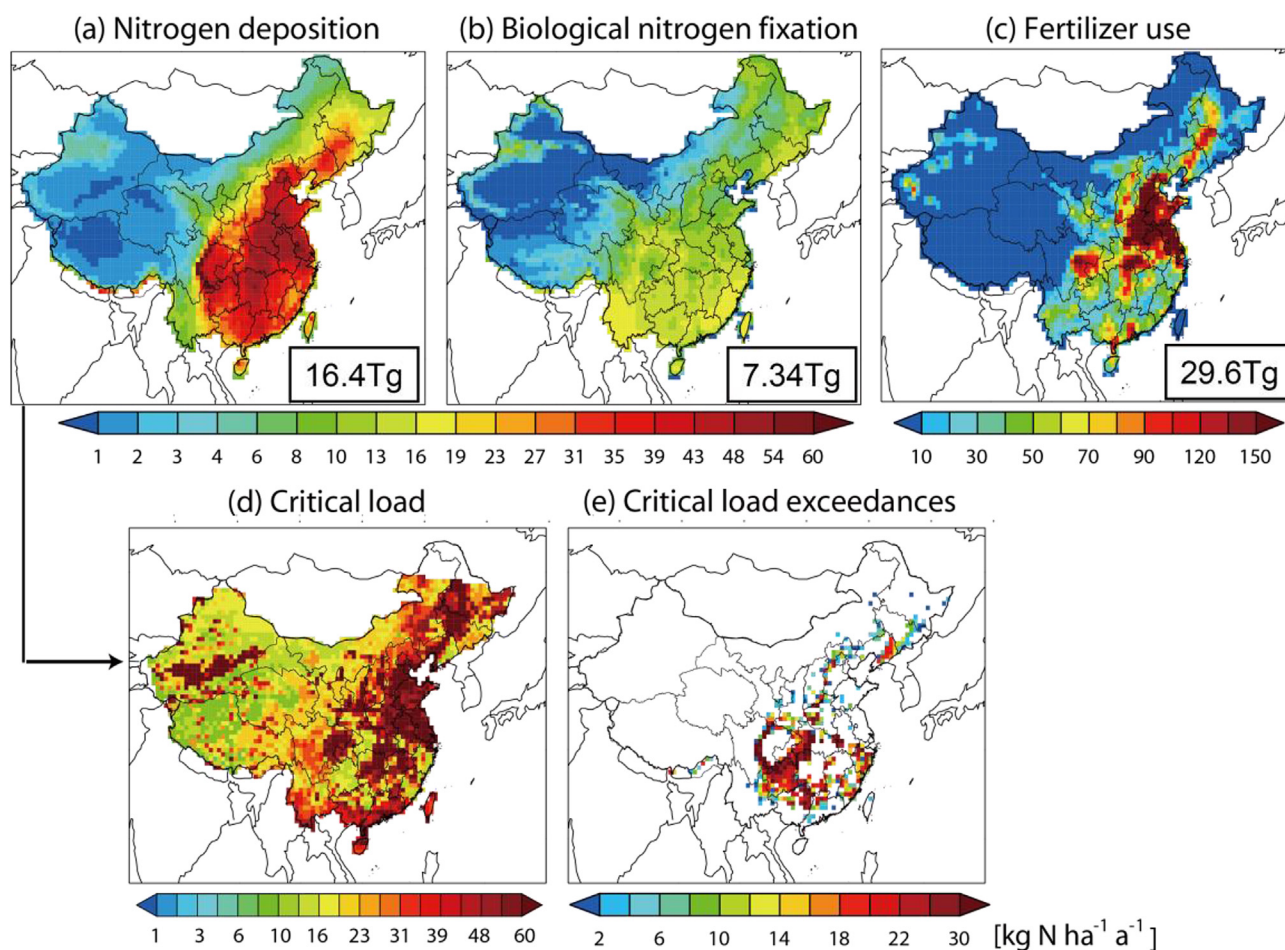 (a) Nitrogen deposition (b) Biological nitrogen fixation (c) Fertilizer use
16.4Tg 7.34Tg 29.6Tg
1 2 3 4 6 8 10 13 16 19 23 27 31 35 39 43 48 54 60 10 30 50 70 90 120 150
(d) Critical load (e) Critical load exceedances
1 3 6 10 16 23 31 39 48 60 2 6 10 14 18 22 30 [kg N ha⁻¹ a⁻¹]